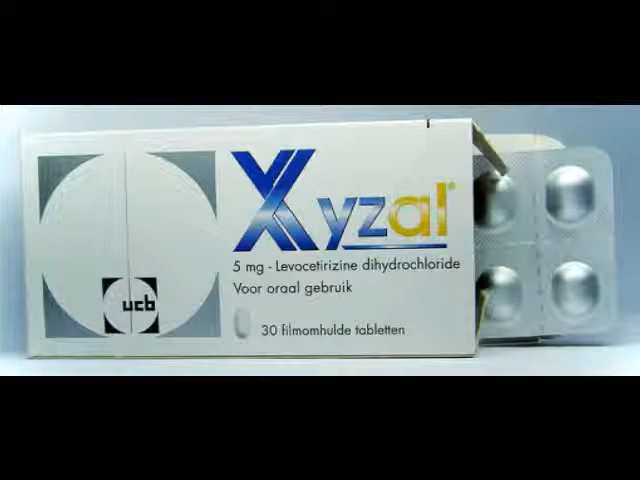 Xyzal®
5 mg - Levocetirizine dihydrochloride
Voor oraal gebruik
30 filmomhulde tabletten
ucb